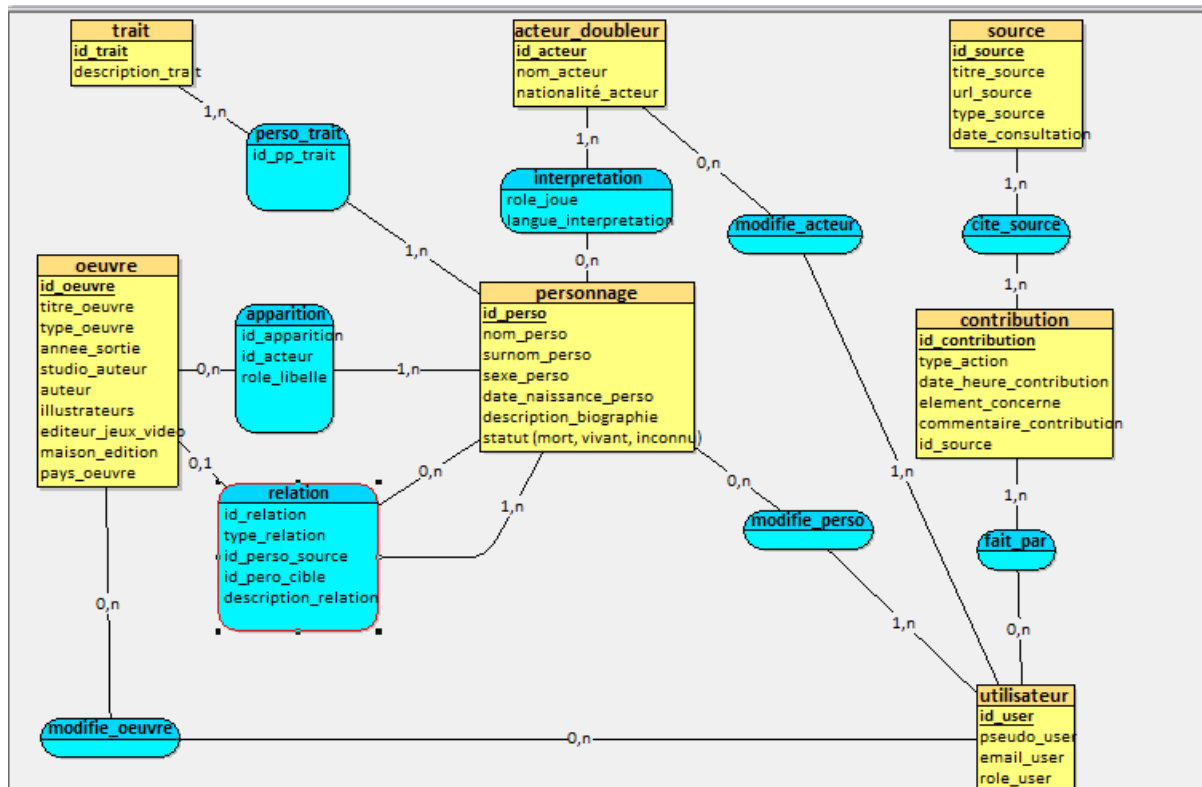 trait
id_trait
description_trait
acteur_doubleur
id_acteur
nom_acteur
nationalité_acteur
source
id_source
titre_source
url_source
type_source
date_consultation
1,n
perso_trait
id_pp_trait
1,n
1,n
interpretation
role_joue
langue_interpretation
0,n
0,n
modifie_acteur
1,n
1,n
cite_source
1,n
oeuvre
id_oeuvre
titre_oeuvre
type_oeuvre
annee_sortie
studio_auteur
auteur
illustrateurs
editeur_jeux_video
maison_edition
pays_oeuvre
0,n
apparition
id_apparition
id_acteur
role_libelle
1,n
personnage
id_perso
nom_perso
surnom_perso
sexe_perso
date_naissance_perso
description_biographie
statut (mort, vivant, inconnu)
contribution
id_contribution
type_action
date_heure_contribution
element_concerne
commentaire_contribution
id_source
0,1
relation
id_relation
type_relation
id_perso_source
id_pero_cible
description_relation
0,n
1,n
0,n
modifie_perso
1,n
1,n
fait_par
0,n
0,n
modifie_oeuvre
0,n
utilisateur
id_user
pseudo_user
email_user
role_user